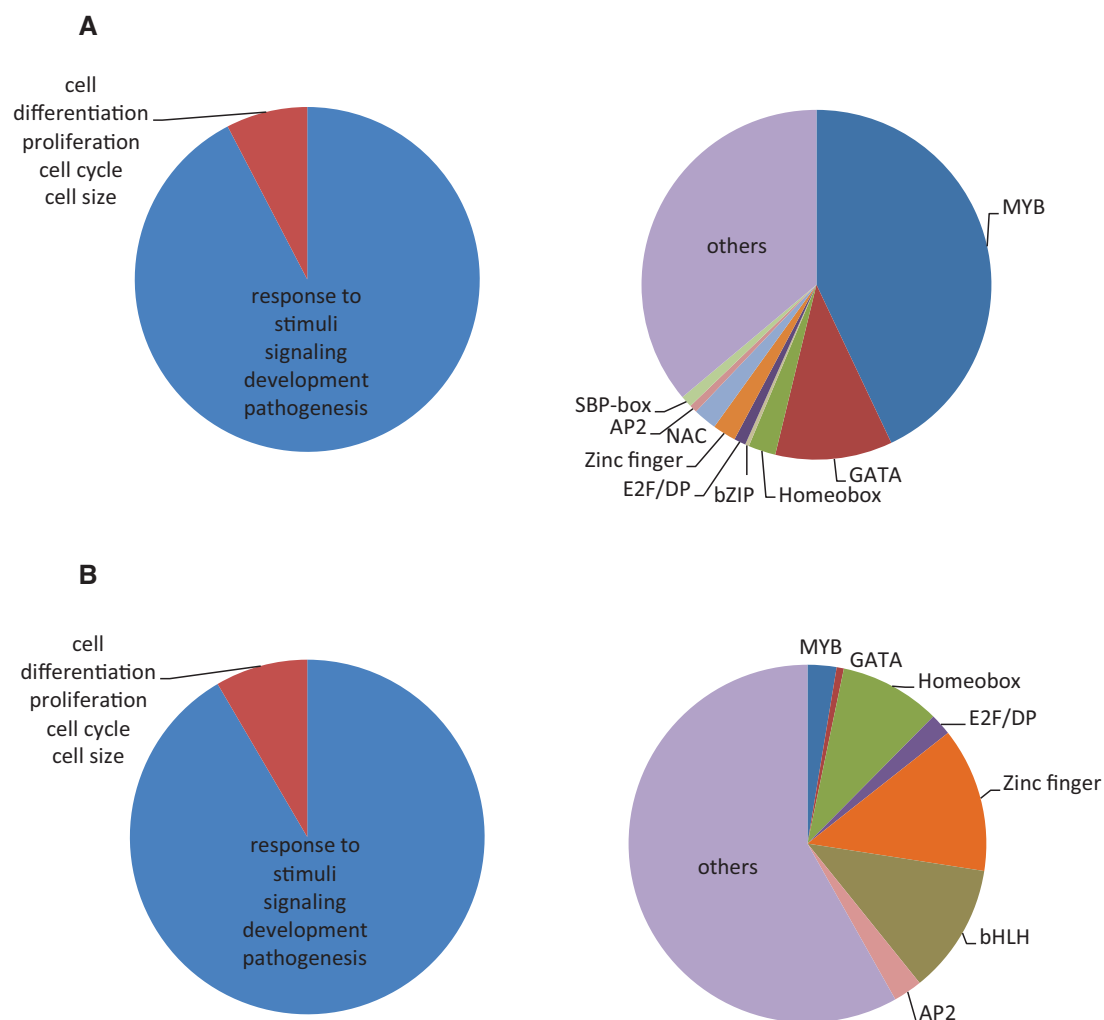 A
cell
differentiation
proliferation
cell cycle
cell size
response to
stimuli
signaling
development
pathogenesis
others
MYB
SBP-box
AP2
NAC
Zinc finger
E2F/DP
bZIP
Homeobox
GATA
B
cell
differentiation
proliferation
cell cycle
cell size
response to
stimuli
signaling
development
pathogenesis
MYB
GATA
Homeobox
E2F/DP
Zinc finger
others
bHLH
AP2